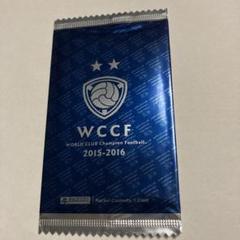 WCCF
WORLD CLUB Champion Football
2015-2016